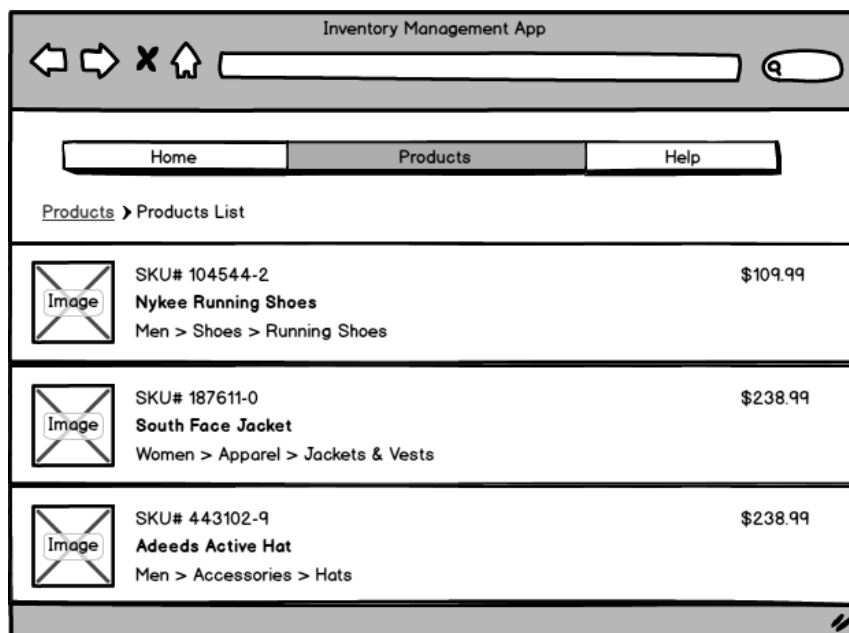 Inventory Management App
Home Products Help
Products > Products List
SKU# 104544-2 $109.99
Image
Nykee Running Shoes
Men > Shoes > Running Shoes
SKU# 187611-0 $238.99
Image
South Face Jacket
Women > Apparel > Jackets & Vests
SKU# 443102-9 $238.99
Image
Adeeds Active Hat
Men > Accessories > Hats